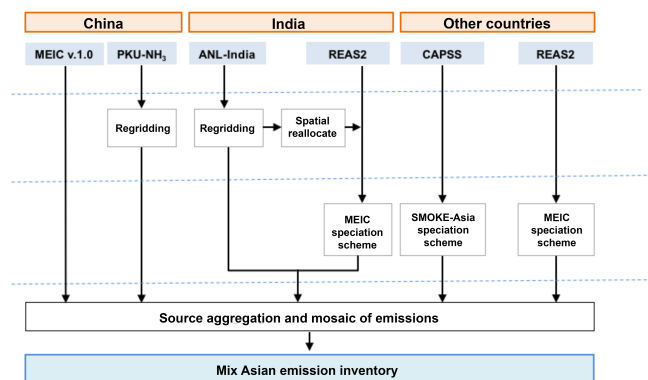 China
India
Other countries
MEIC v.1.0
PKU-NH₃
ANL-India
REAS2
CAPSS
REAS2
Regridding
Regridding
Spatial
reallocate
MEIC
speciation
scheme
SMOKE-Asia
speciation
scheme
MEIC
speciation
scheme
Source aggregation and mosaic of emissions
Mix Asian emission inventory